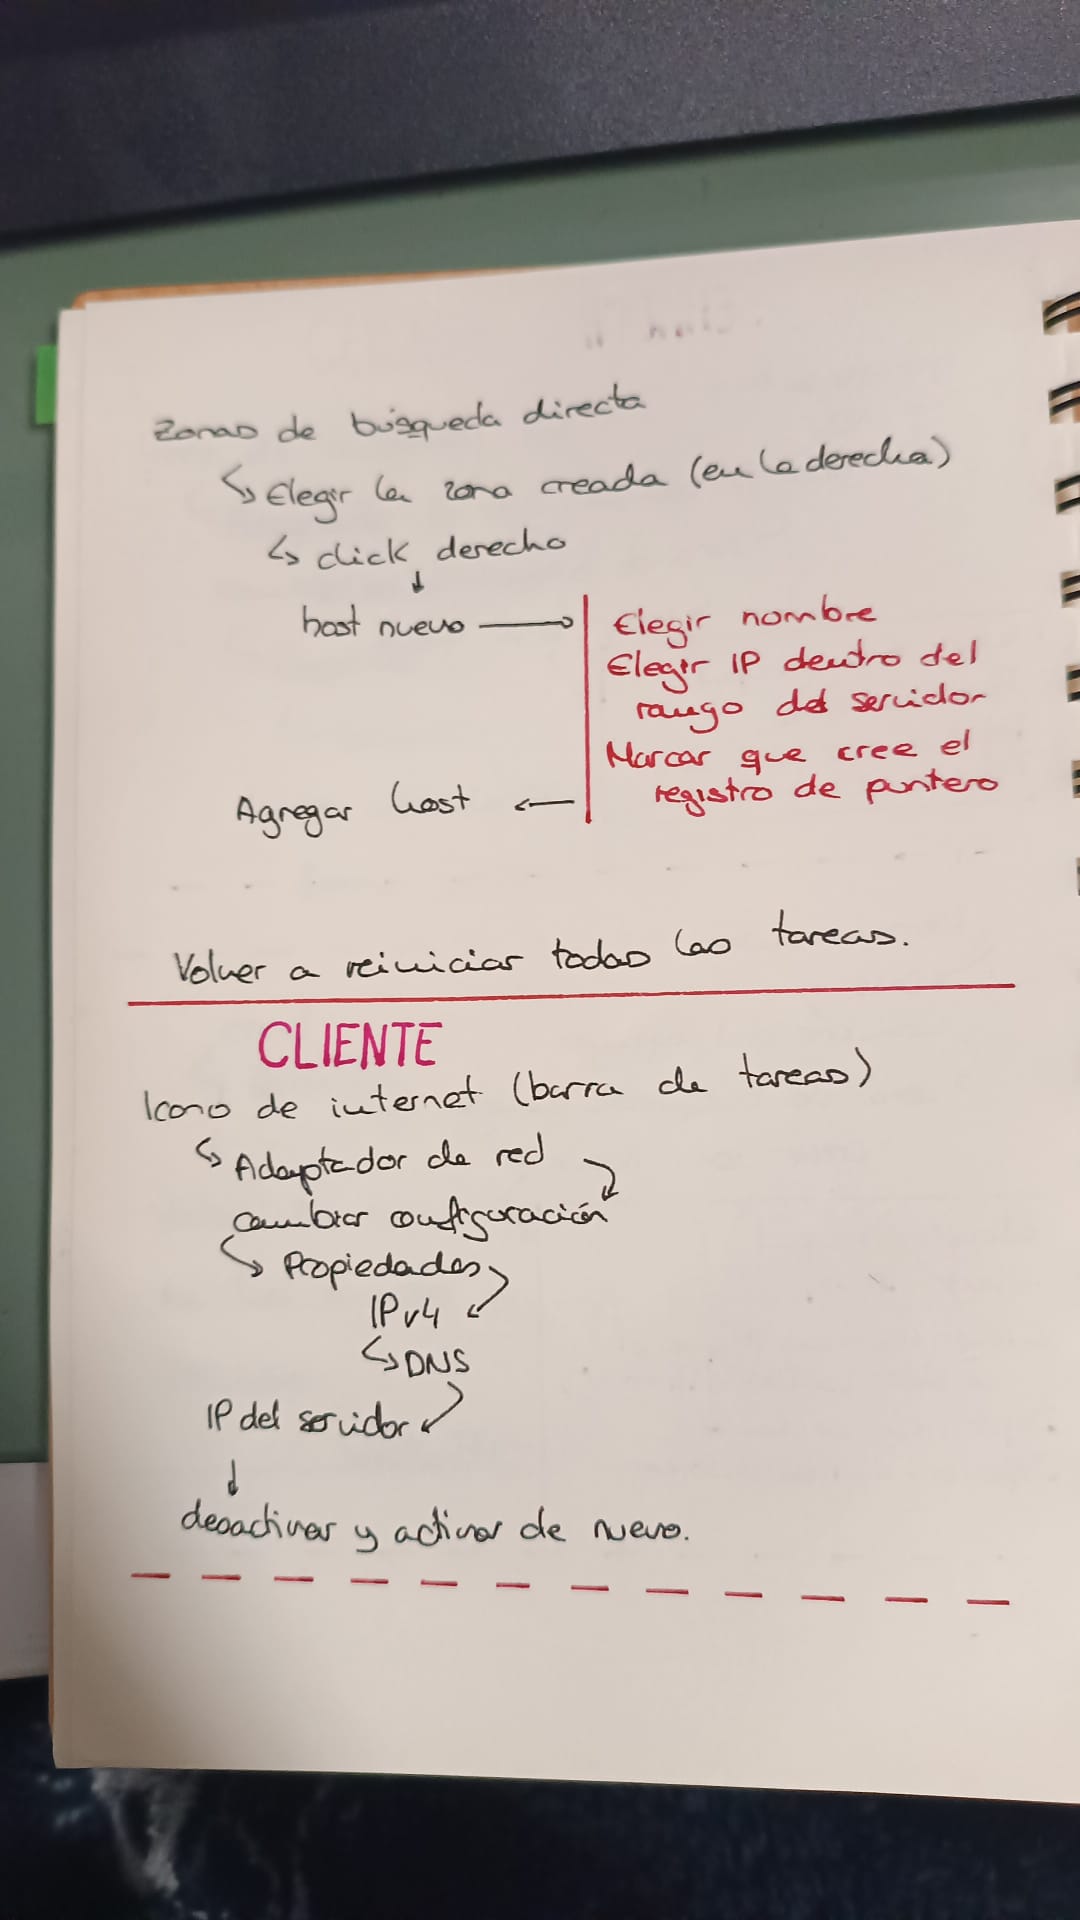 Zonas de búsqueda directa
↳ Elegir la zona creada (en la derecha)
↳ click derecho
↓
host nuevo → Elegir nombre
Elegir IP dentro del
rango del servidor
Marcar que cree el
registro de puntero
Agregar host ←
Volver a reiniciar todas las tareas.
CLIENTE
Icono de internet (barra de tareas)
↳ Adaptador de red
cambiar configuración
↳ Propiedades
IPv4
↳ DNS
IP del servidor
↓
desactivar y activar de nuevo.